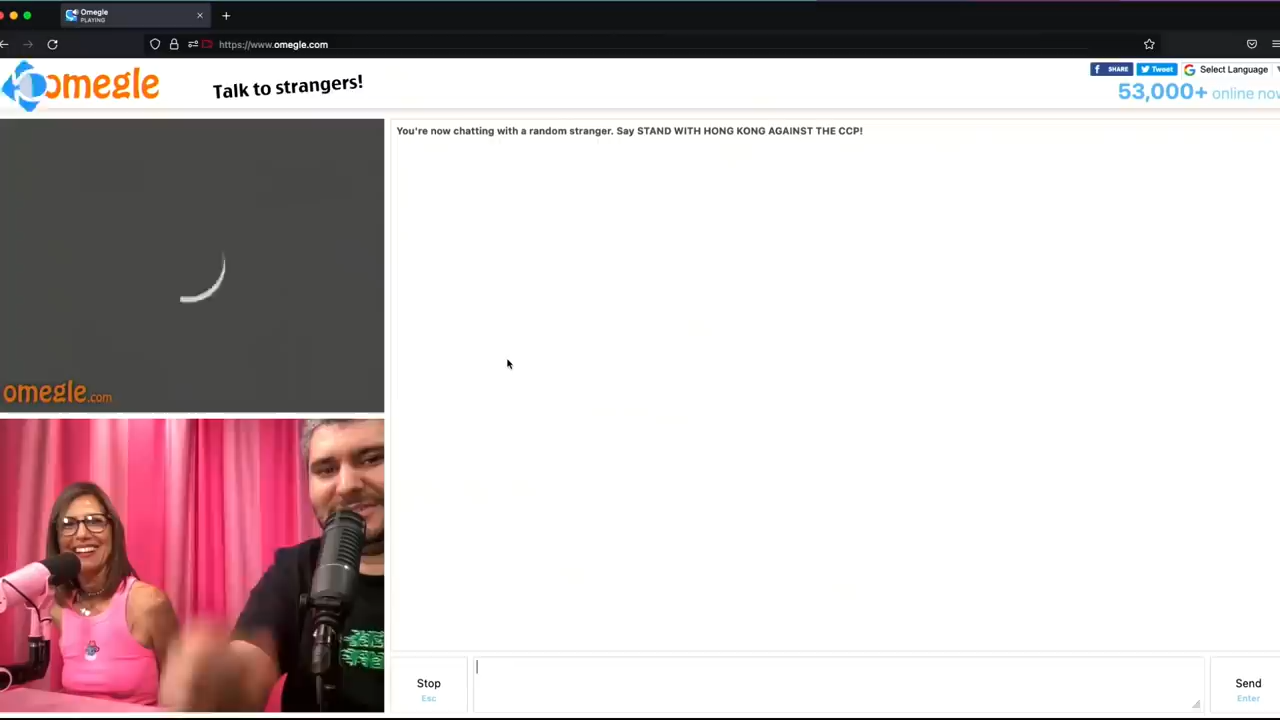 Omegle
PLAYING
https://www.omegle.com
omegle
Talk to strangers!
SHARE
Tweet
Select Language
53,000+ online now
You're now chatting with a random stranger. Say STAND WITH HONG KONG AGAINST THE CCP!
omegle.com
Stop
Esc
Send
Enter